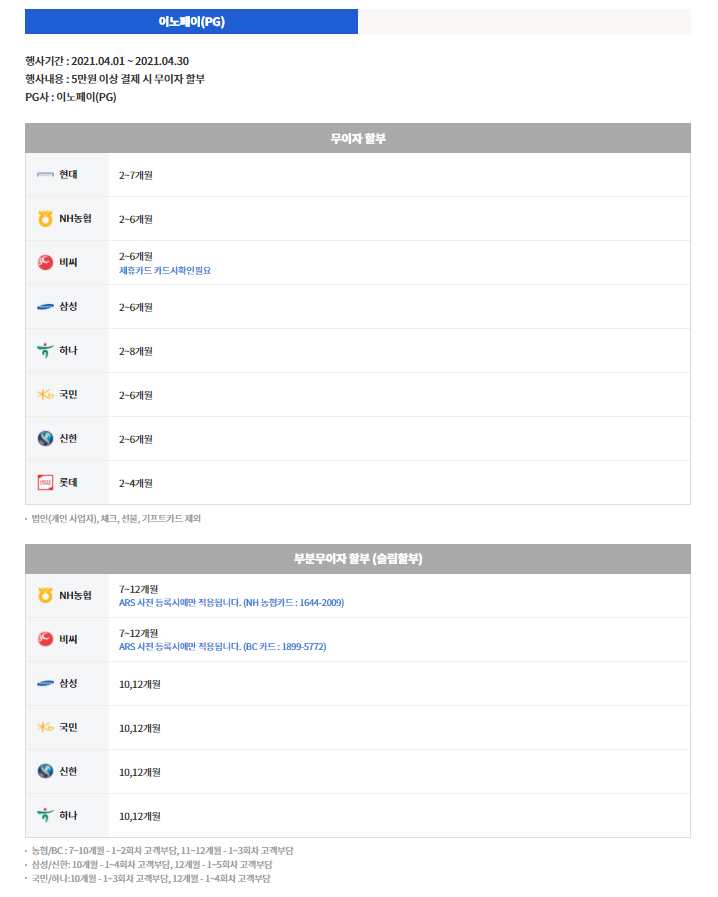 이노페이(PG)
행사기간 : 2021.04.01 ~ 2021.04.30
행사내용 : 5만원 이상 결제 시 무이자 할부
PG사 : 이노페이(PG)
무이자 할부
현대 2~7개월
NH농협 2~6개월
비씨 2~6개월
제휴카드 카드사확인필요
삼성 2~6개월
하나 2~8개월
국민 2~6개월
신한 2~6개월
롯데 2~4개월
· 법인(개인 사업자), 체크, 선불, 기프트카드 제외
부분무이자 할부 (슬림할부)
NH농협 7~12개월
ARS 사전 등록시에만 적용됩니다. (NH 농협카드 : 1644-2009)
비씨 7~12개월
ARS 사전 등록시에만 적용됩니다. (BC 카드 : 1899-5772)
삼성 10,12개월
국민 10,12개월
신한 10,12개월
하나 10,12개월
· 농협/BC : 7~10개월 - 1~2회차 고객부담, 11~12개월 - 1~3회차 고객부담
· 삼성/신한: 10개월 - 1~4회차 고객부담, 12개월 - 1~5회차 고객부담
· 국민/하나:10개월 - 1~3회차 고객부담, 12개월 - 1~4회차 고객부담